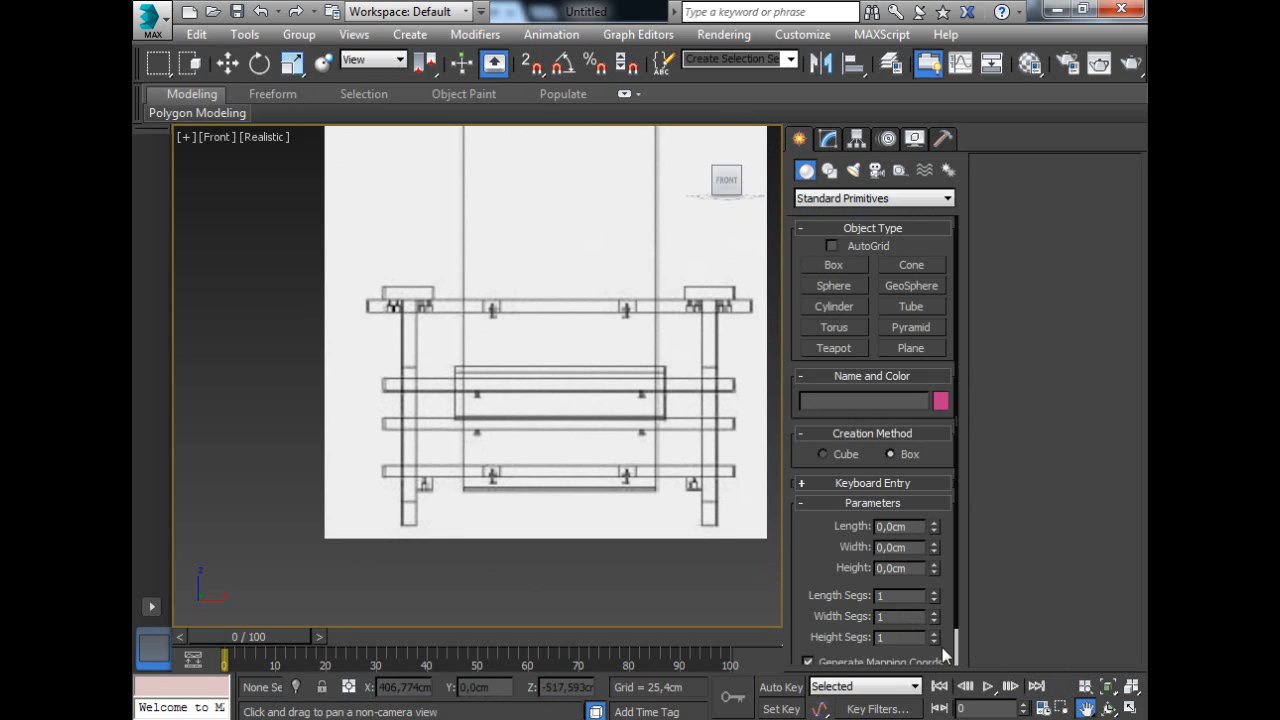 Workspace: Default
Untitled
Type a keyword or phrase
MAX
Edit Tools Group Views Create Modifiers Animation Graph Editors Rendering Customize MAXScript Help
View
Create Selection Se
Modeling Freeform Selection Object Paint Populate
Polygon Modeling
[+] [Front] [Realistic]
FRONT
Standard Primitives
- Object Type
AutoGrid
Box Cone
Sphere GeoSphere
Cylinder Tube
Torus Pyramid
Teapot Plane
- Name and Color
- Creation Method
Cube Box
+ Keyboard Entry
- Parameters
Length: 0,0cm
Width: 0,0cm
Height: 0,0cm
Length Segs: 1
Width Segs: 1
Height Segs: 1
Generate Mapping Coords
z
x
< 0 / 100 >
0 10 20 30 40 50 60 70 80 90 100
None Se X: 406,774cm Y: 0,0cm Z: -517,593cm Grid = 25,4cm Auto Key Selected
Welcome to MA Click and drag to pan a non-camera view Add Time Tag Set Key Key Filters... 0